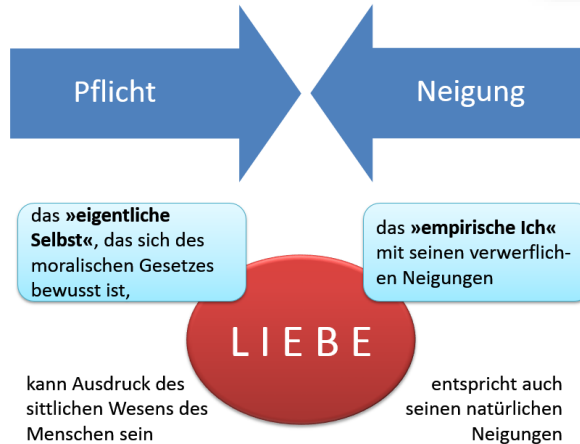 Pflicht
Neigung
das »eigentliche
Selbst«, das sich des
moralischen Gesetzes
bewusst ist,
das »empirische Ich«
mit seinen verwerflich-
en Neigungen
L I E B E
kann Ausdruck des
sittlichen Wesens des
Menschen sein
entspricht auch
seinen natürlichen
Neigungen